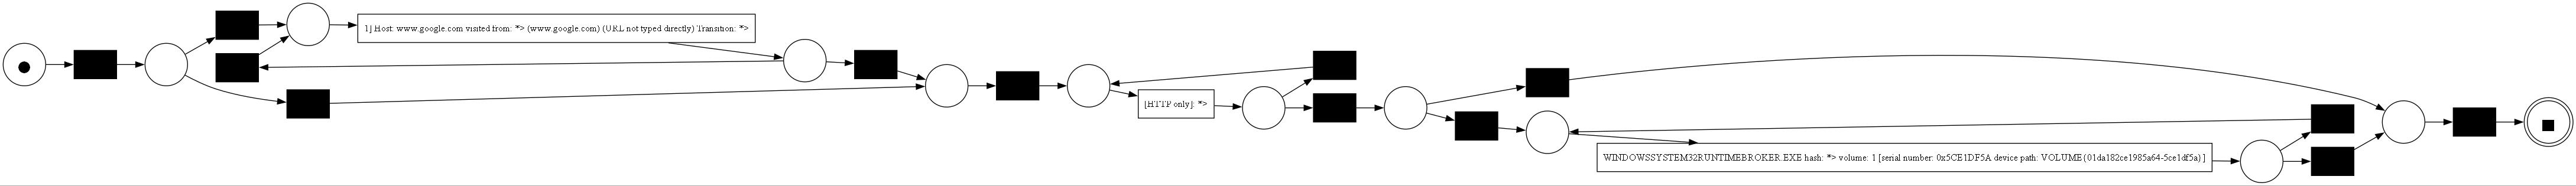 1] Host: www.google.com visited from: *> (www.google.com) (URL not typed directly) Transition: *>
[HTTP only]: *>
WINDOWSSYSTEM32RUNTIMEBROKER.EXE hash: *> volume: 1 [serial number: 0x5CE1DF5A device path: VOLUME{01da182ce1985a64-5ce1df5a}]